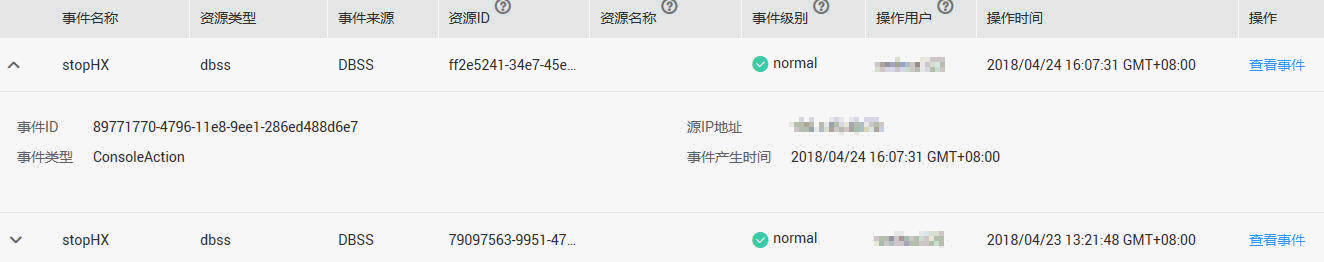 事件名称 资源类型 事件来源 资源ID ? 资源名称 ? 事件级别 ? 操作用户 ? 操作时间 操作
stopHX dbss DBSS ff2e5241-34e7-45e... normal 2018/04/24 16:07:31 GMT+08:00 查看事件
事件ID 89771770-4796-11e8-9ee1-286ed488d6e7 源IP地址
事件类型 ConsoleAction 事件产生时间 2018/04/24 16:07:31 GMT+08:00
stopHX dbss DBSS 79097563-9951-47... normal 2018/04/23 13:21:48 GMT+08:00 查看事件